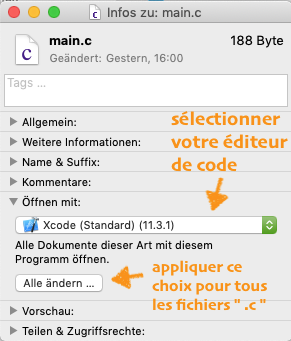 Infos zu: main.c
main.c
188 Byte
Geändert: Gestern, 16:00
Tags ...
Allgemein:
sélectionner
Weitere Informationen:
votre éditeur
Name & Suffix:
de code
Kommentare:
Öffnen mit:
Xcode (Standard) (11.3.1)
Alle Dokumente dieser Art mit diesem
Programm öffnen.
Alle ändern ...
appliquer ce
choix pour tous
les fichiers " .c "
Vorschau:
Teilen & Zugriffsrechte: